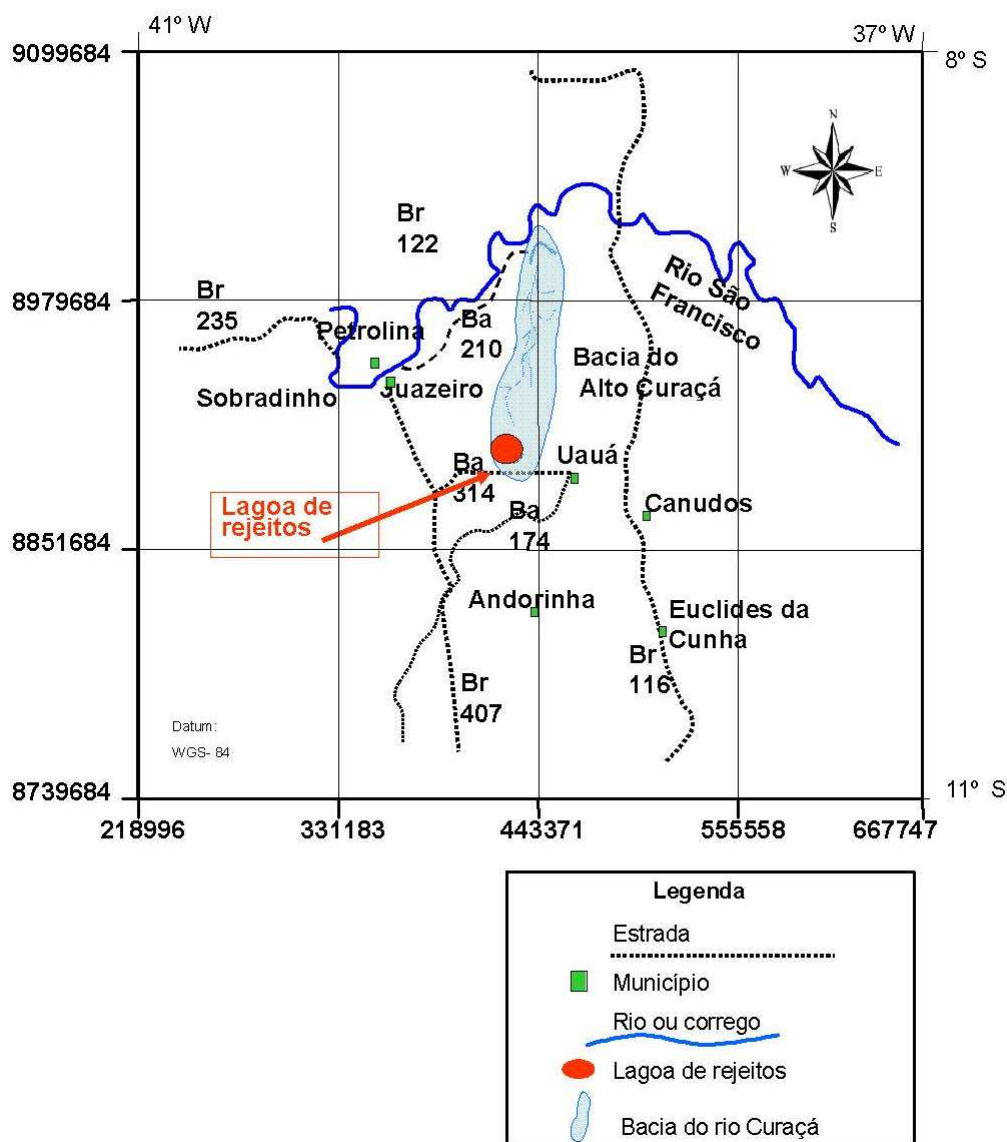 41º W
37º W
9099684
8º S
N
W
E
S
Br
122
Br
235
8979684
Rio São
Francisco
Petrolina
Ba
210
Bacia do
Alto Curaçá
Sobradinho
Juazeiro
Ba
314
Uauá
Lagoa de
rejeitos
Ba
174
Canudos
8851684
Andorinha
Euclides da
Cunha
Br
116
Br
407
Datum:
WGS- 84
8739684
11º S
218996
331183
443371
555558
667747
Legenda
Estrada
Município
Rio ou corrego
Lagoa de rejeitos
Bacia do rio Curaçá